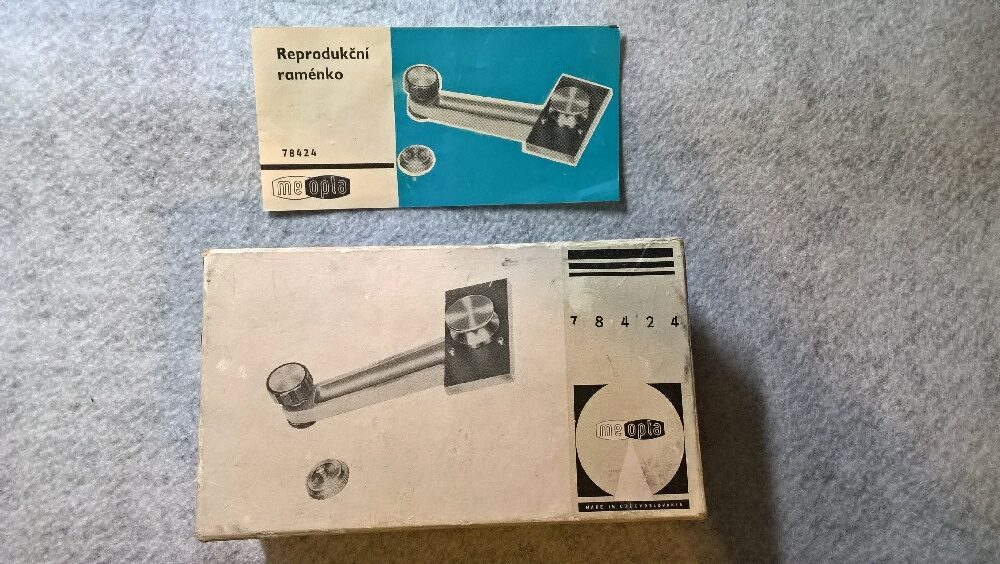 Reprodukční
raménko
78424
meopta
78424
meopta
MADE IN CZECHOSLOVAKIA